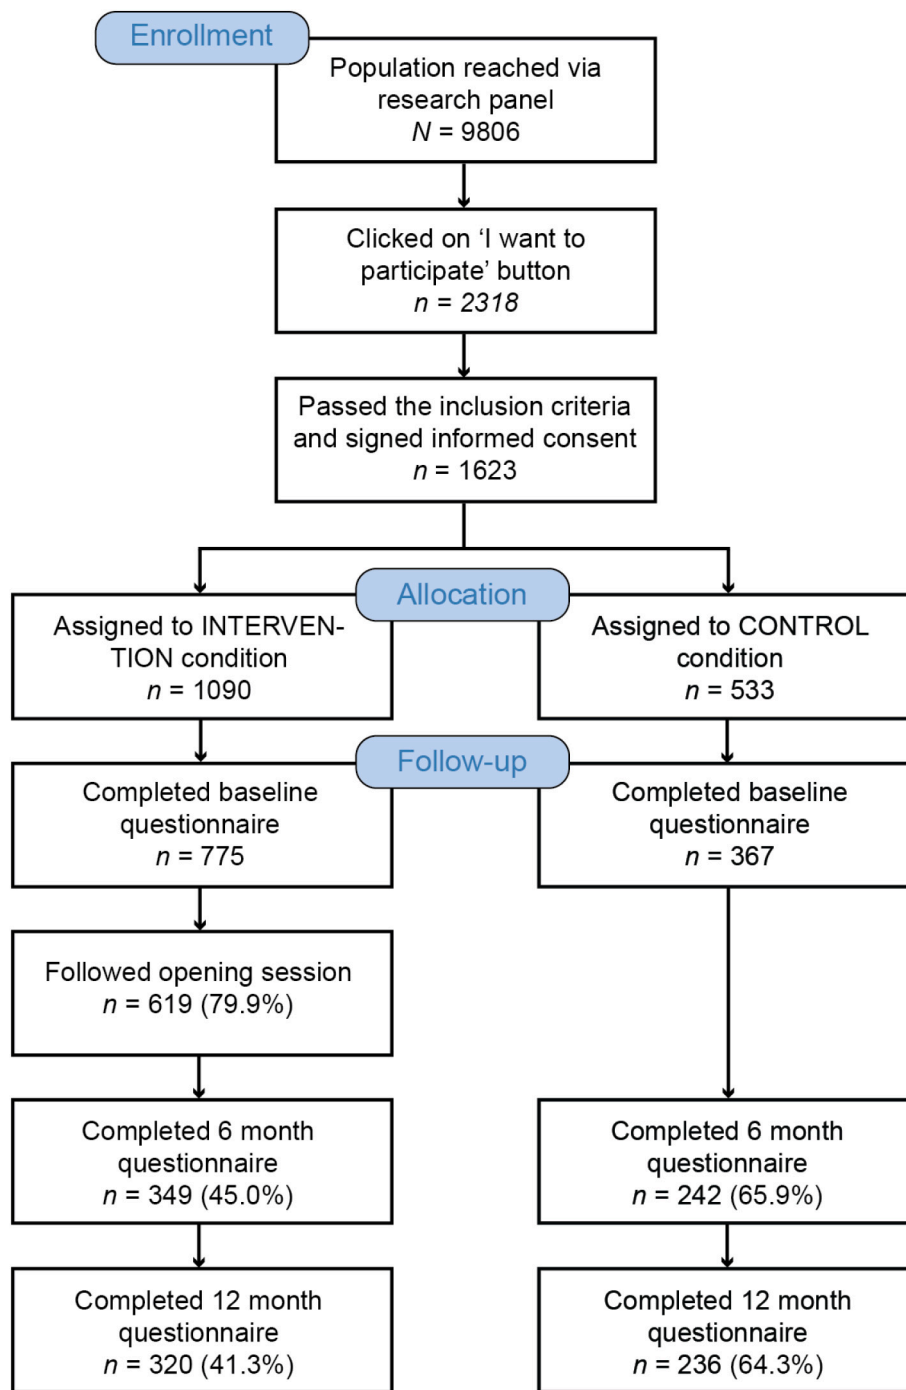 Enrollment
Population reached via
research panel
N = 9806
Clicked on ‘I want to
participate’ button
n = 2318
Passed the inclusion criteria
and signed informed consent
n = 1623
Allocation
Assigned to INTERVEN-
TION condition
n = 1090
Assigned to CONTROL
condition
n = 533
Follow-up
Completed baseline
questionnaire
n = 775
Completed baseline
questionnaire
n = 367
Followed opening session
n = 619 (79.9%)
Completed 6 month
questionnaire
n = 349 (45.0%)
Completed 6 month
questionnaire
n = 242 (65.9%)
Completed 12 month
questionnaire
n = 320 (41.3%)
Completed 12 month
questionnaire
n = 236 (64.3%)